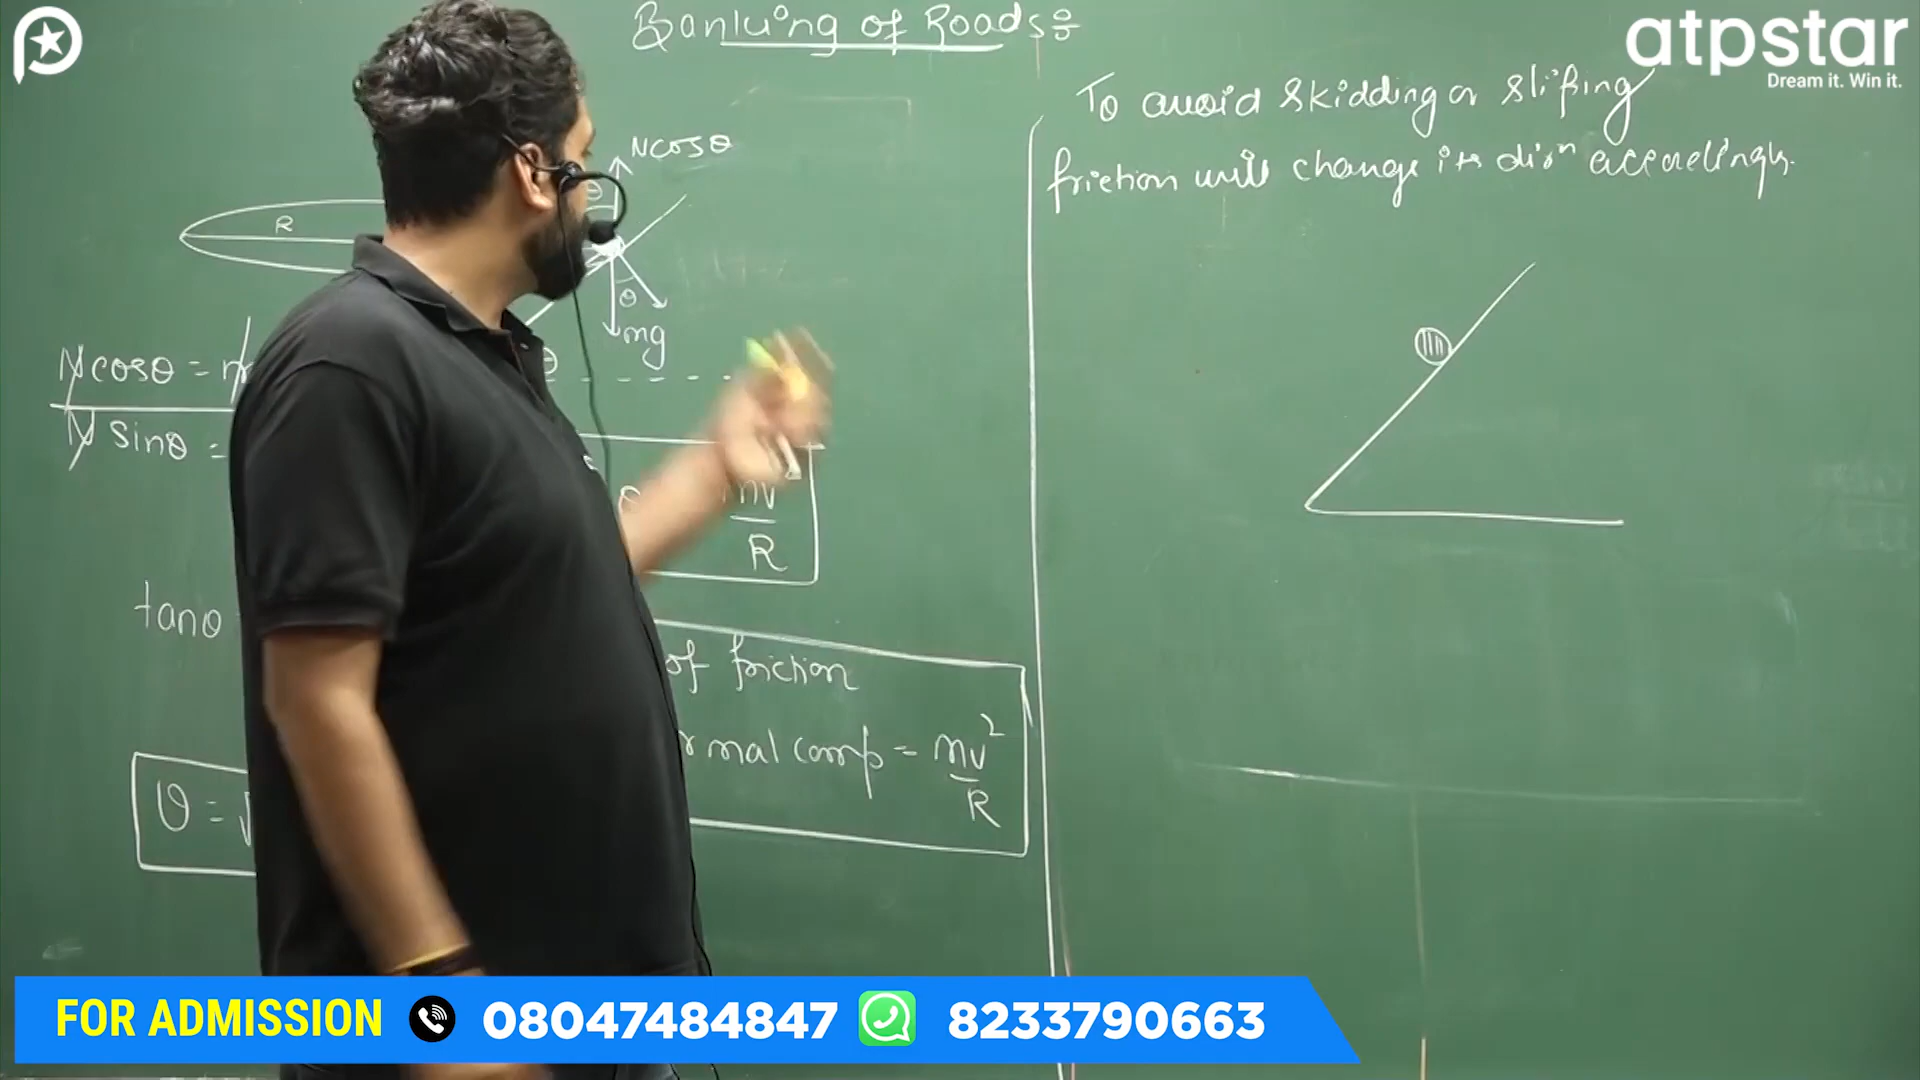 Banking of Roads:
atpstar
Dream it. Win it.
To avoid skidding or slipping
friction will change its dirn accordingly.
Ncosθ
θ
R
θ
mg
Ncosθ = m
θ
N sinθ =
mv
R
tanθ
of friction
rmal comp = mv²
R
v = √
FOR ADMISSION 08047484847 8233790663